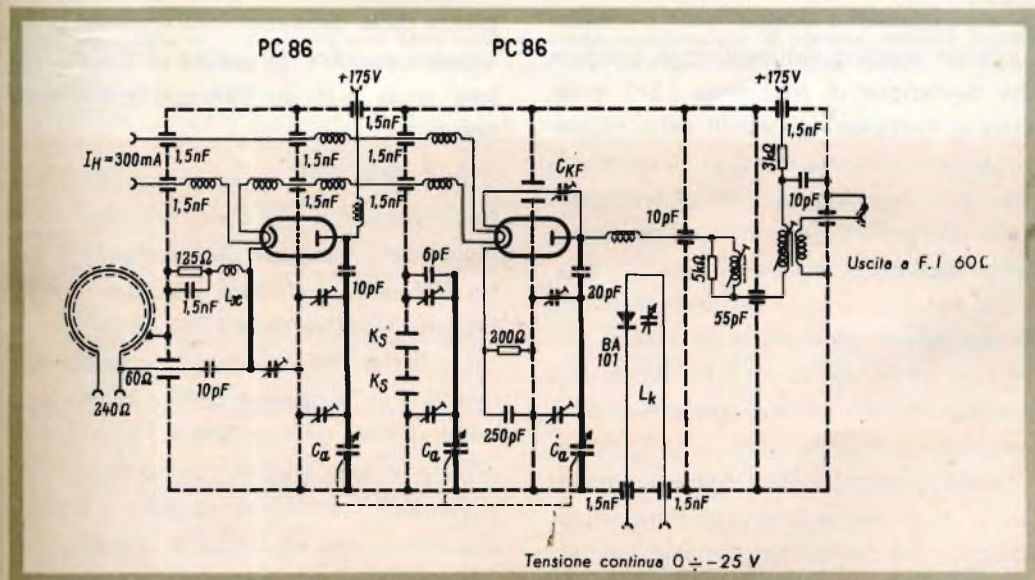 PC 86
PC 86
+175V
+175V
1,5nF
1,5nF
1,5nF
1,5nF
1,5nF
3kΩ
I_H = 300mA
C_KF
10pF
1,5nF
1,5nF
1,5nF
10pF
125Ω
6pF
5kΩ
Uscita a F.I 60Ω
1,5nF
L_x
10pF
20pF
55pF
K_S
200Ω
BA 101
60Ω
10pF
K_S
L_k
240Ω
250pF
C_a
C_a
C_a
1,5nF
1,5nF
Tensione continua 0 ÷ −25 V